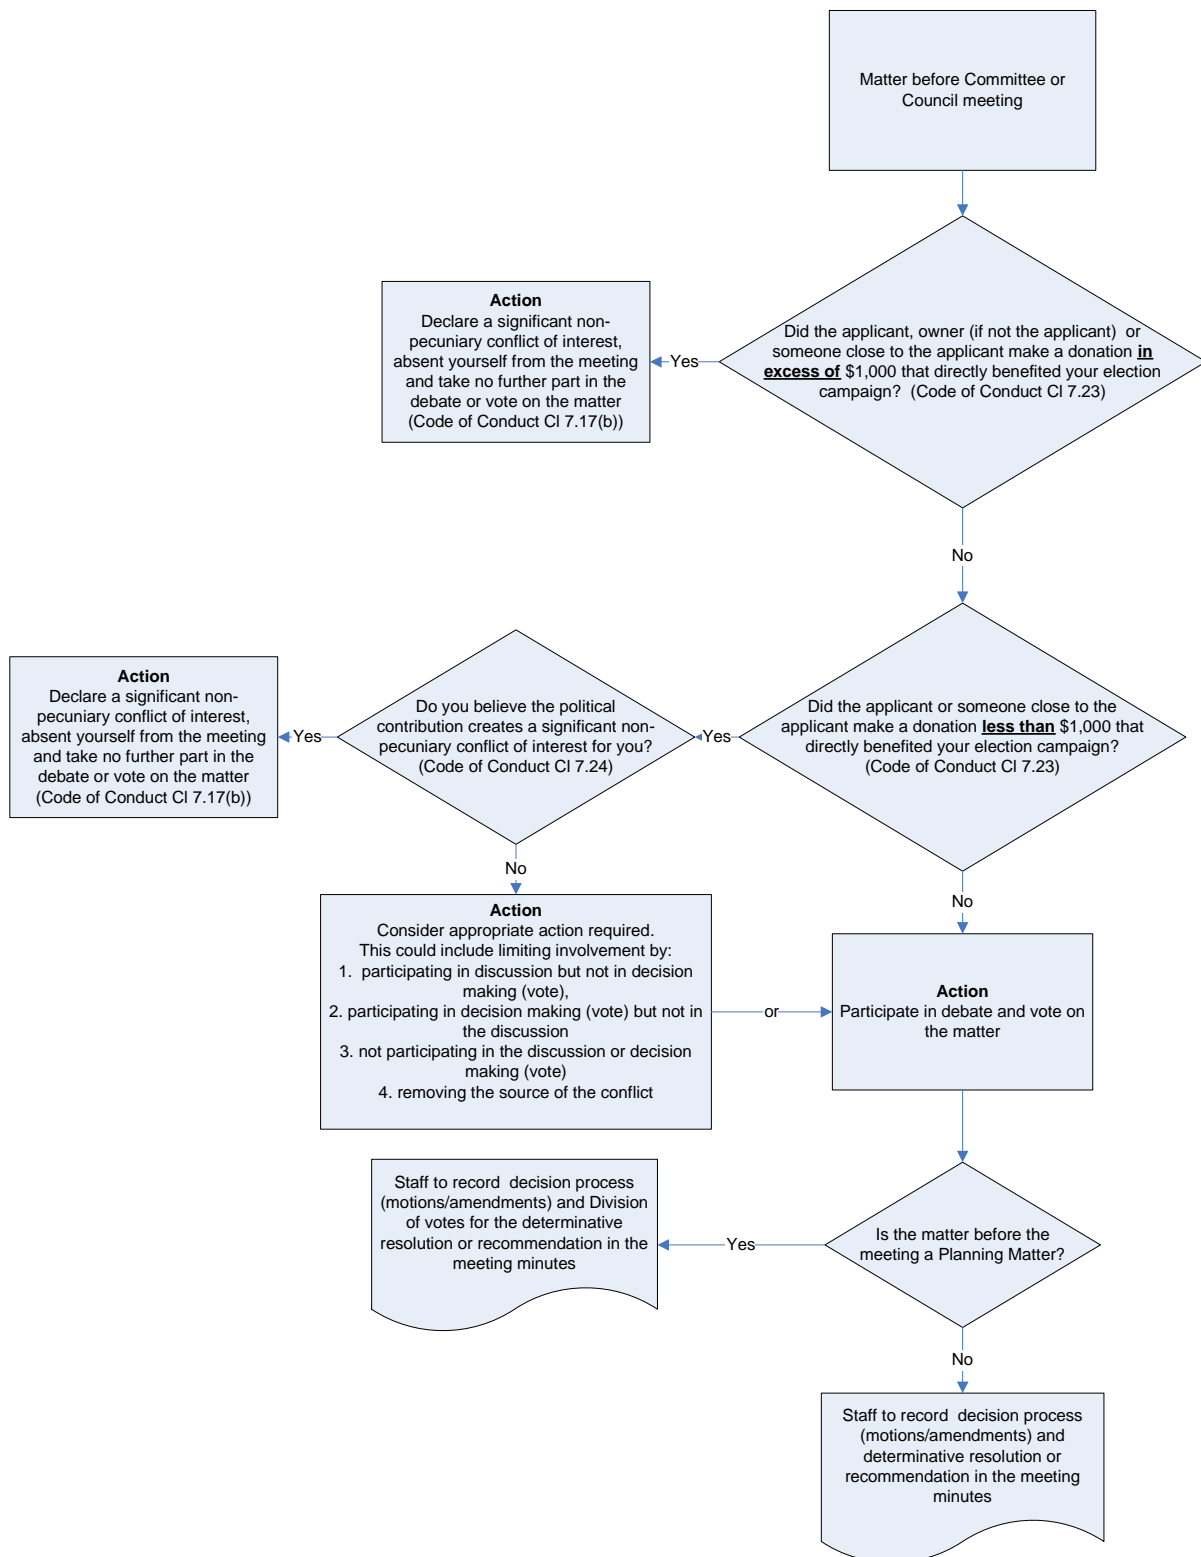 Matter before Committee or
Council meeting
Did the applicant, owner (if not the applicant)  or
someone close to the applicant make a donation in
excess of $1,000 that directly benefited your election
campaign?  (Code of Conduct Cl 7.23)
Yes
Action
Declare a significant non-
pecuniary conflict of interest,
absent yourself from the meeting
and take no further part in the
debate or vote on the matter
(Code of Conduct Cl 7.17(b))
No
Did the applicant or someone close to the
applicant make a donation less than $1,000 that
directly benefited your election campaign?
(Code of Conduct Cl 7.23)
Yes
Do you believe the political
contribution creates a significant non-
pecuniary conflict of interest for you?
(Code of Conduct Cl 7.24)
Yes
Action
Declare a significant non-
pecuniary conflict of interest,
absent yourself from the meeting
and take no further part in the
debate or vote on the matter
(Code of Conduct Cl 7.17(b))
No
Action
Consider appropriate action required.
This could include limiting involvement by:
1.  participating in discussion but not in decision
making (vote),
2. participating in decision making (vote) but not in
the discussion
3. not participating in the discussion or decision
making (vote)
4. removing the source of the conflict
or
No
Action
Participate in debate and vote on
the matter
Is the matter before the
meeting a Planning Matter?
Yes
Staff to record  decision process
(motions/amendments) and Division
of votes for the determinative
resolution or recommendation in the
meeting minutes
No
Staff to record  decision process
(motions/amendments) and
determinative resolution or
recommendation in the meeting
minutes